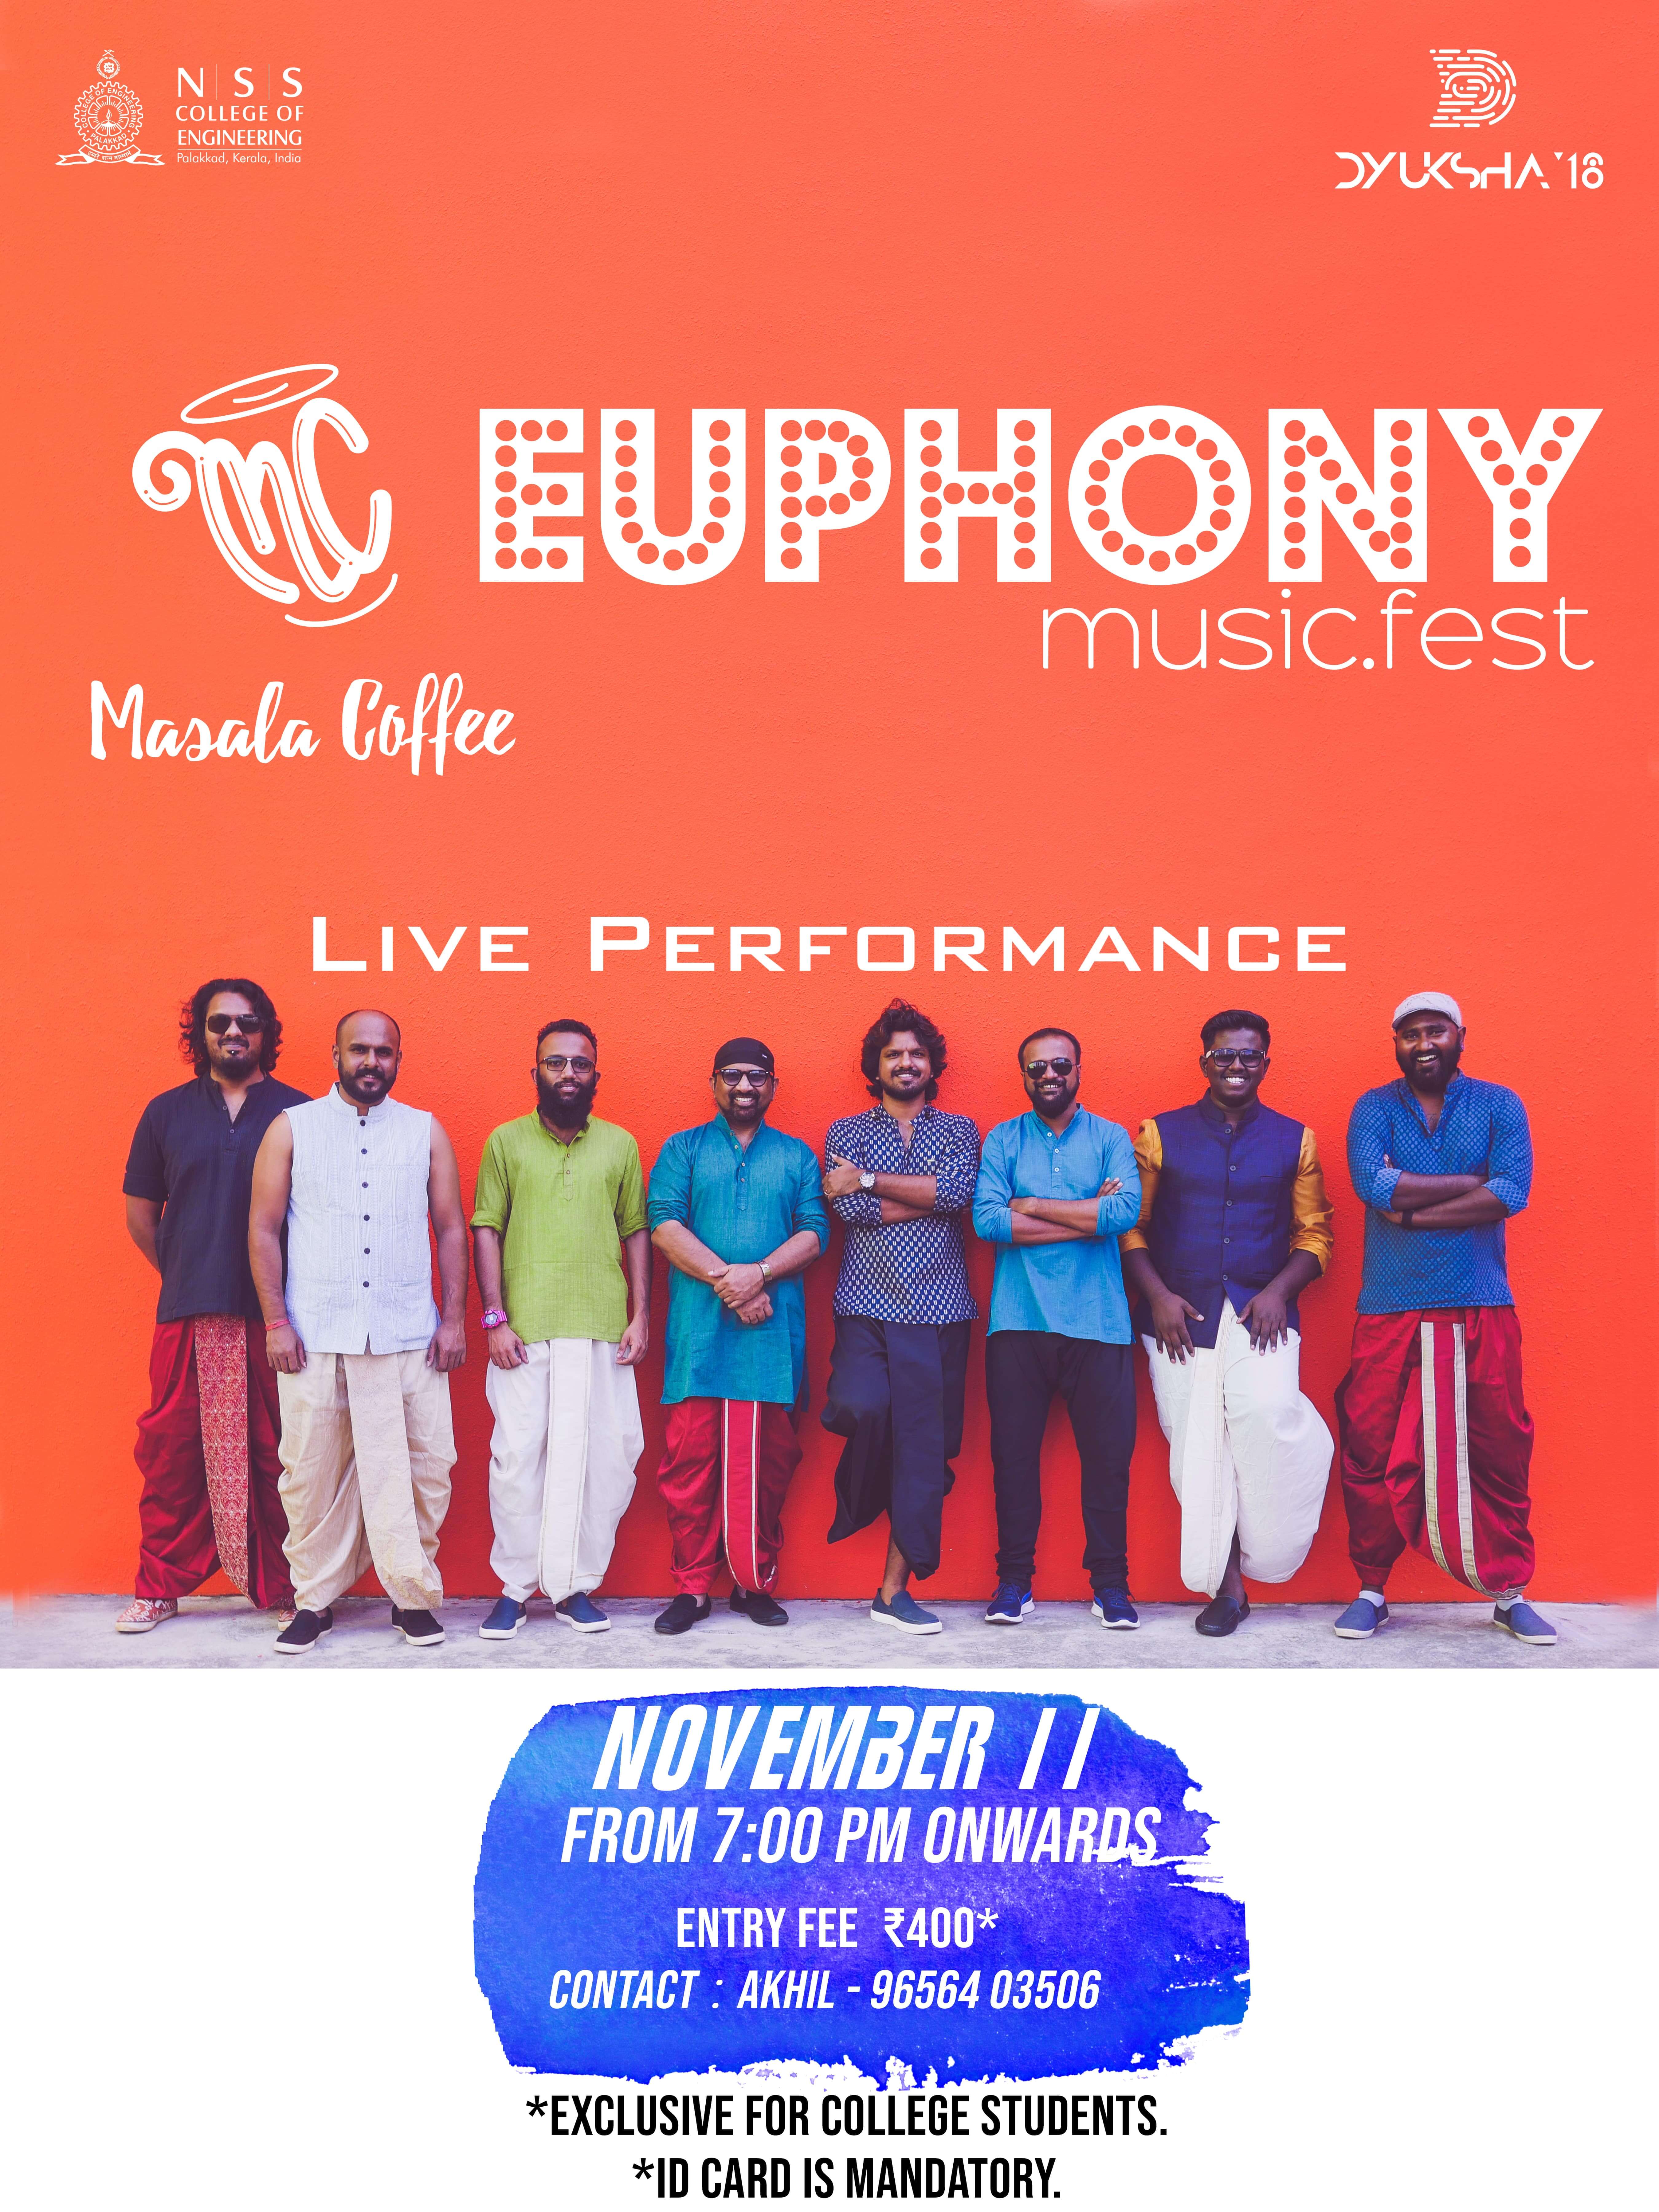 N|S|S
COLLEGE OF
ENGINEERING
Palakkad, Kerala, India
DYUKSHA '18
MC
EUPHONY
music.fest
Masala Coffee
LIVE PERFORMANCE
NOVEMBER 11
FROM 7:00 PM ONWARDS
ENTRY FEE ₹400*
CONTACT : AKHIL - 96564 03506
*EXCLUSIVE FOR COLLEGE STUDENTS.
*ID CARD IS MANDATORY.